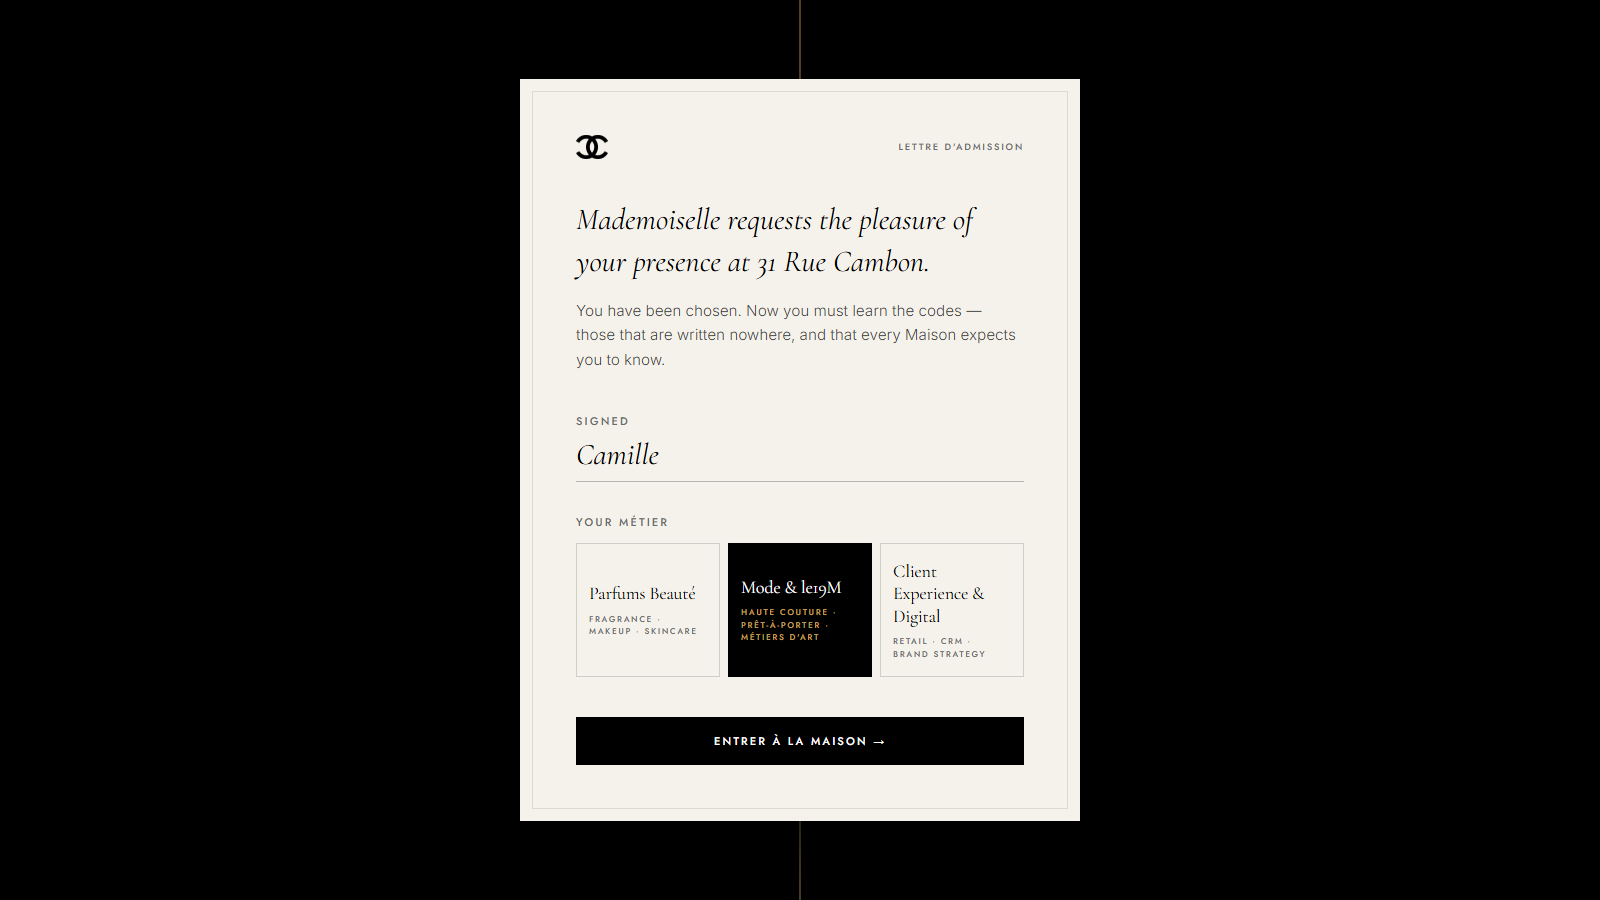 LETTRE D'ADMISSION
Mademoiselle requests the pleasure of
your presence at 31 Rue Cambon.
You have been chosen. Now you must learn the codes —
those that are written nowhere, and that every Maison expects
you to know.
SIGNED
Camille
YOUR MÉTIER
Parfums Beauté
FRAGRANCE ·
MAKEUP · SKINCARE
Mode & le19M
HAUTE COUTURE ·
PRÊT-À-PORTER ·
MÉTIERS D'ART
Client
Experience &
Digital
RETAIL · CRM ·
BRAND STRATEGY
ENTRER À LA MAISON →